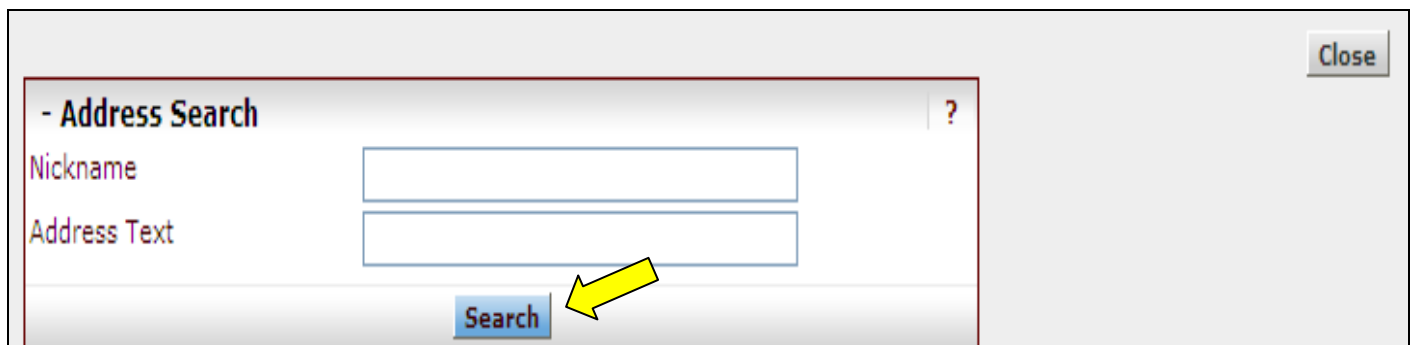 Close
- Address Search ?
Nickname
Address Text
Search